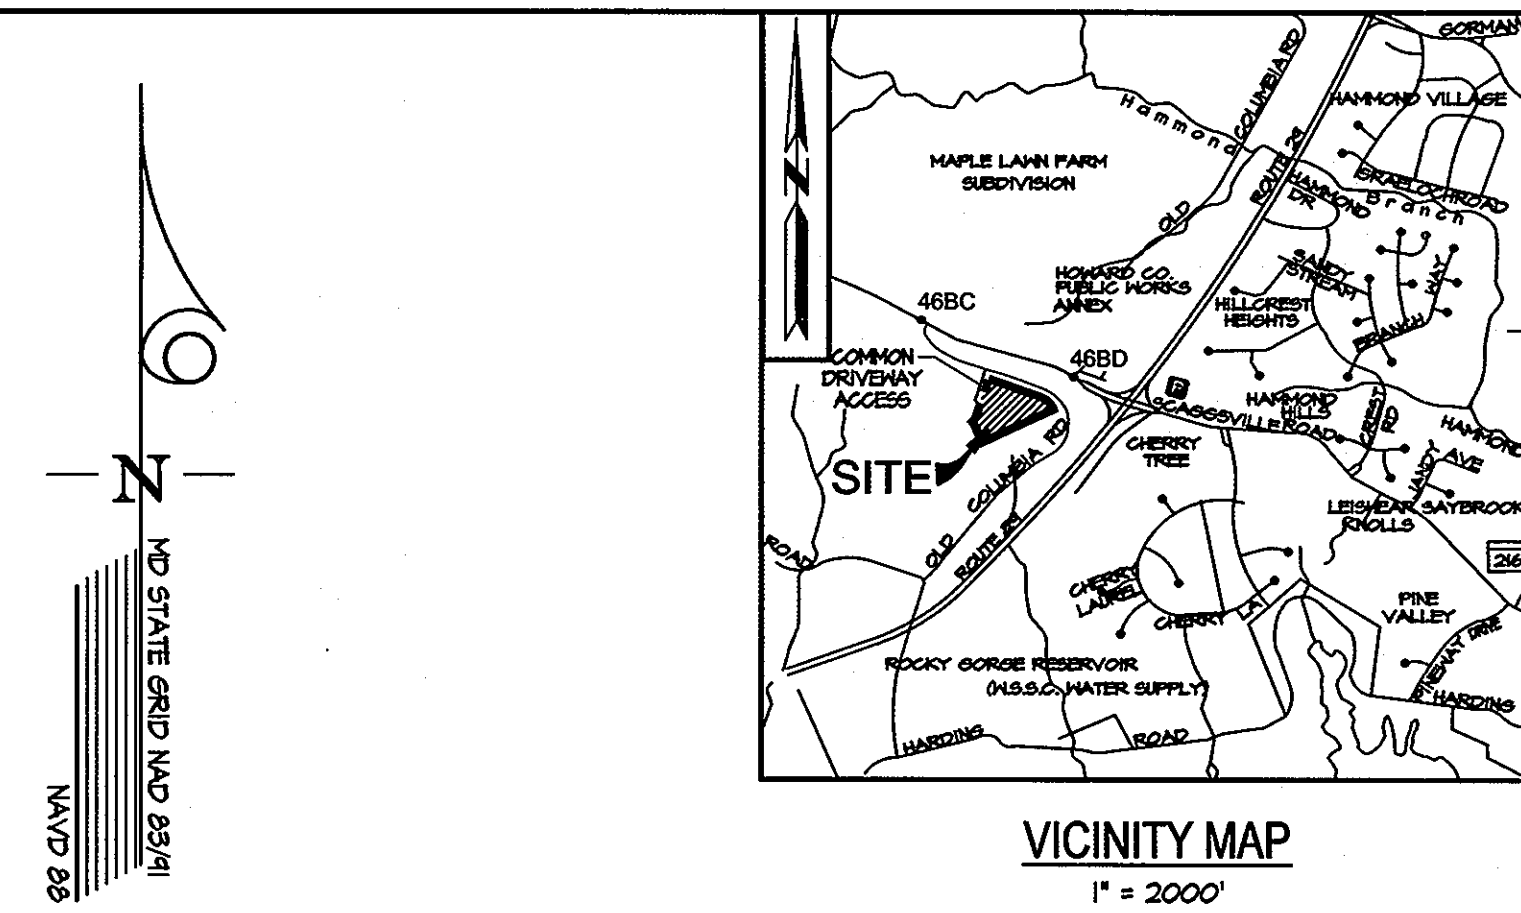 GORMAN
COLUMBIA RD
HAMMOND VILLAGE
Hammond
MAPLE LAWN FARM
SUBDIVISION
N
ROUTE 29
HAMMOND
DR
BRAELOCH ROAD
Branch
OLD
SANDY
STREAM
WAY
HOWARD CO.
PUBLIC WORKS
ANNEX
46BC
HILLCREST
HEIGHTS
BRANCH
COMMON
DRIVEWAY
ACCESS
46BD
P
SCAGGSVILLE ROAD
HAMMOND
HILLS
CREST
RD
HAMMOND
CHERRY
TREE
COLUMBIA RD
SITE
JANDY
AVE
N
LEISHEAR
KNOLLS
SAYBROOK
ROAD
OLD
ROUTE 29
216
CHERRY
LAUREL
CHERRY LA
PINE
VALLEY
PINEWAY DRIVE
ROCKY GORGE RESERVOIR
(W.S.S.C. WATER SUPPLY)
HARDINGS
HARDINGS
ROAD
MD STATE GRID NAD 83/91
NAVD 88
VICINITY MAP
1" = 2000'